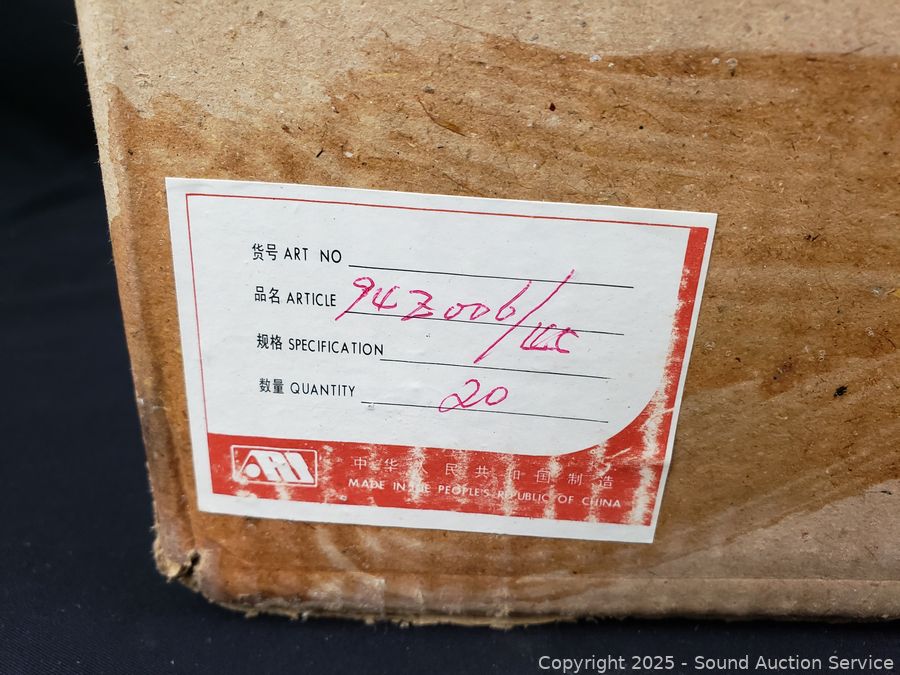 货号 ART NO
品名 ARTICLE 94Z006/
规格 SPECIFICATION
数量 QUANTITY 20
中华人民共和国制造
MADE IN THE PEOPLE'S REPUBLIC OF CHINA
Copyright 2025 - Sound Auction Service